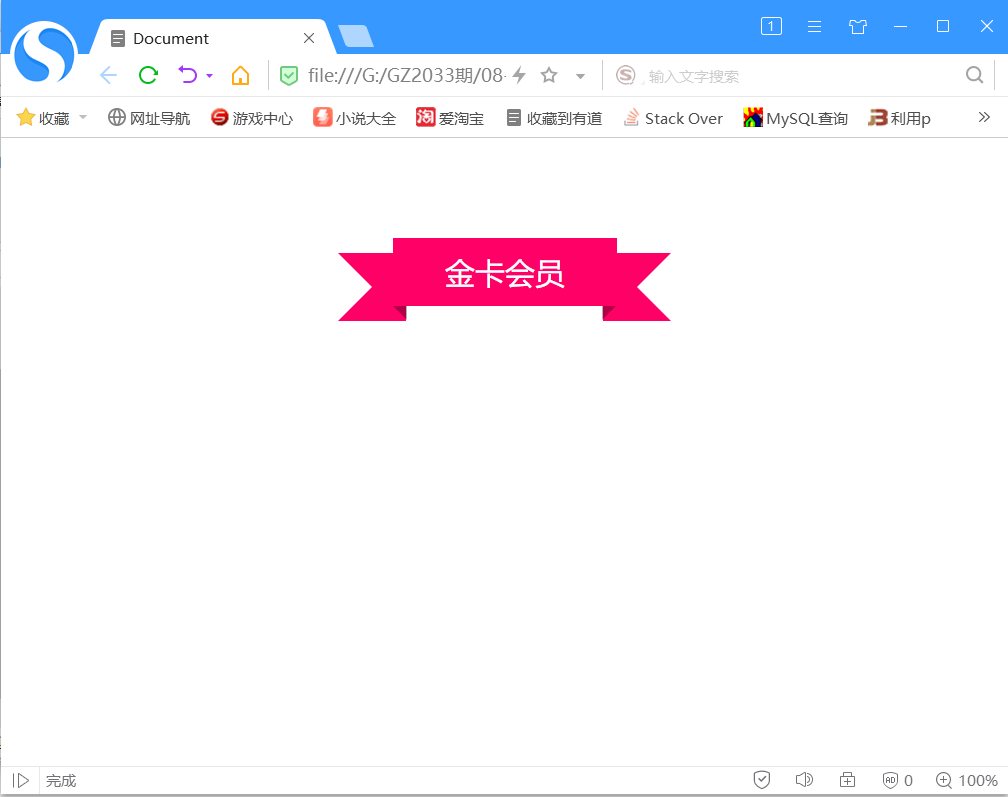 Document
1
file:///G:/GZ2033期/08-
输入文字搜索
收藏 网址导航 游戏中心 小说大全 淘 爱淘宝 收藏到有道 Stack Over MySQL查询 利用p
金卡会员
完成 AD 0 100%